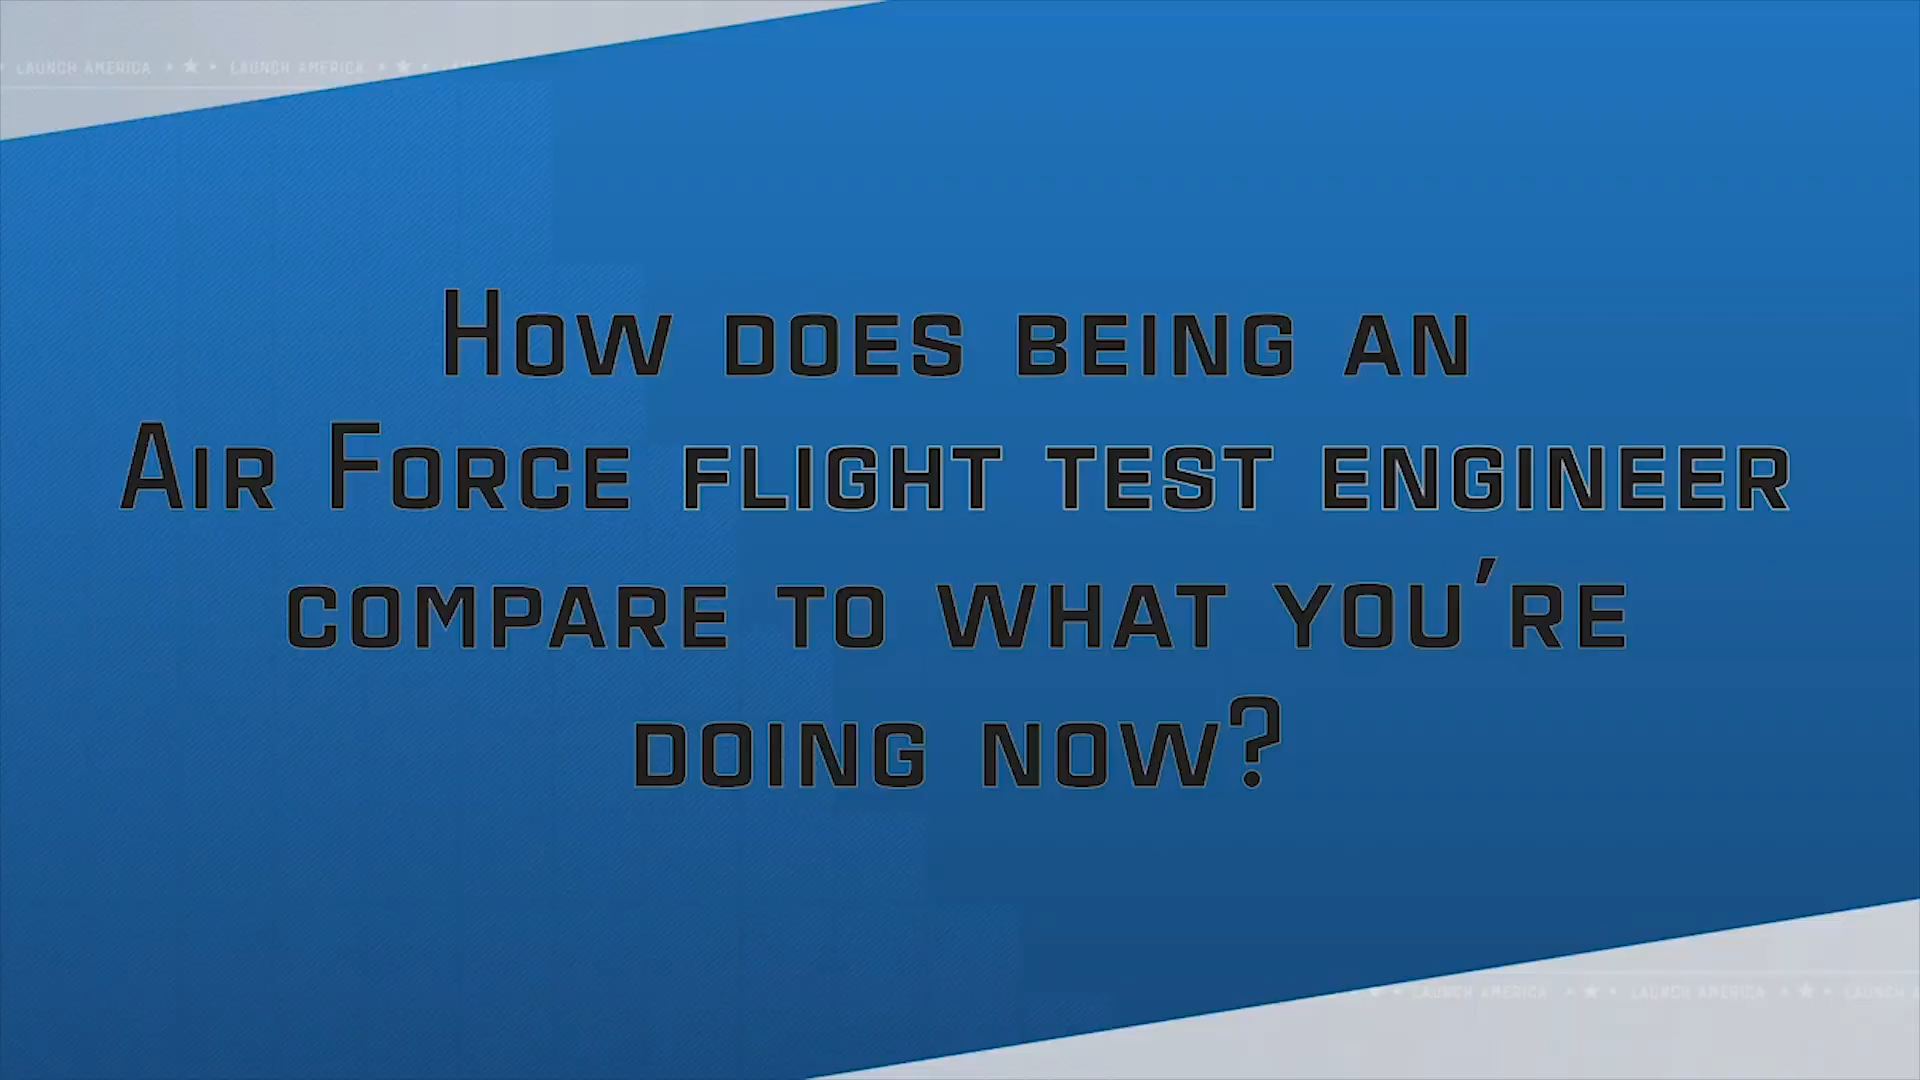 LAUNCH AMERICA • ★ • LAUNCH AMERICA • ★ •
How does being an
Air Force flight test engineer
compare to what you're
doing now?
LAUNCH AMERICA • ★ • LAUNCH AMERICA • ★ • LAUNCH